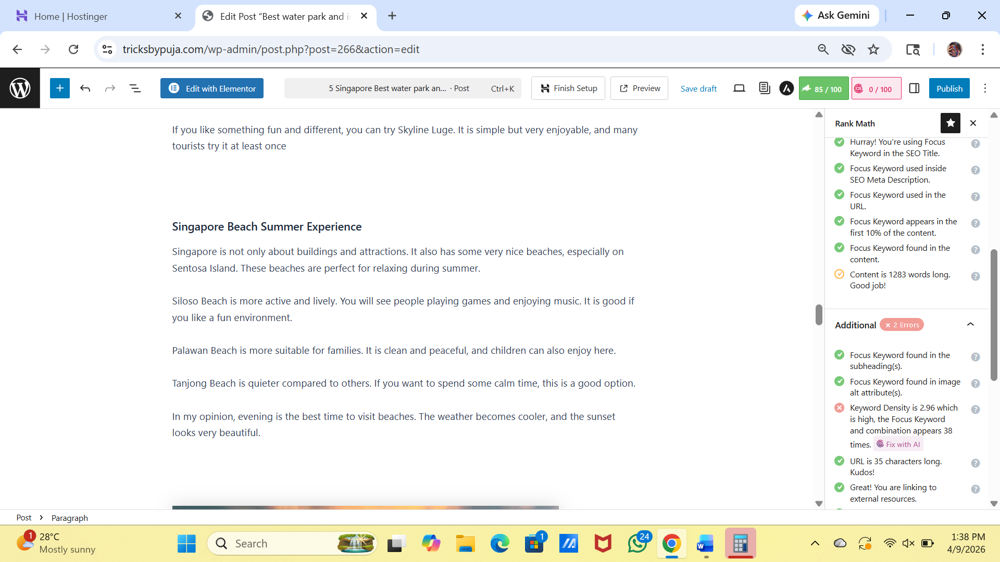 Home | Hostinger
Edit Post “Best water park and is
Ask Gemini
tricksbypuja.com/wp-admin/post.php?post=266&action=edit
Edit with Elementor
5 Singapore Best water park an... · Post
Ctrl+K
Finish Setup
Preview
Save draft
85 / 100
0 / 100
Publish
If you like something fun and different, you can try Skyline Luge. It is simple but very enjoyable, and many
tourists try it at least once
Singapore Beach Summer Experience
Singapore is not only about buildings and attractions. It also has some very nice beaches, especially on
Sentosa Island. These beaches are perfect for relaxing during summer.
Siloso Beach is more active and lively. You will see people playing games and enjoying music. It is good if
you like a fun environment.
Palawan Beach is more suitable for families. It is clean and peaceful, and children can also enjoy here.
Tanjong Beach is quieter compared to others. If you want to spend some calm time, this is a good option.
In my opinion, evening is the best time to visit beaches. The weather becomes cooler, and the sunset
looks very beautiful.
Rank Math
Hurray! You're using Focus
Keyword in the SEO Title.
Focus Keyword used inside
SEO Meta Description.
Focus Keyword used in the
URL.
Focus Keyword appears in the
first 10% of the content.
Focus Keyword found in the
content.
Content is 1283 words long.
Good job!
Additional
× 2 Errors
Focus Keyword found in the
subheading(s).
Focus Keyword found in image
alt attribute(s).
Keyword Density is 2.96 which
is high, the Focus Keyword
and combination appears 38
times.
Fix with AI
URL is 35 characters long.
Kudos!
Great! You are linking to
external resources.
Post › Paragraph
1
28°C
Mostly sunny
Search
1
24
1:38 PM
4/9/2026